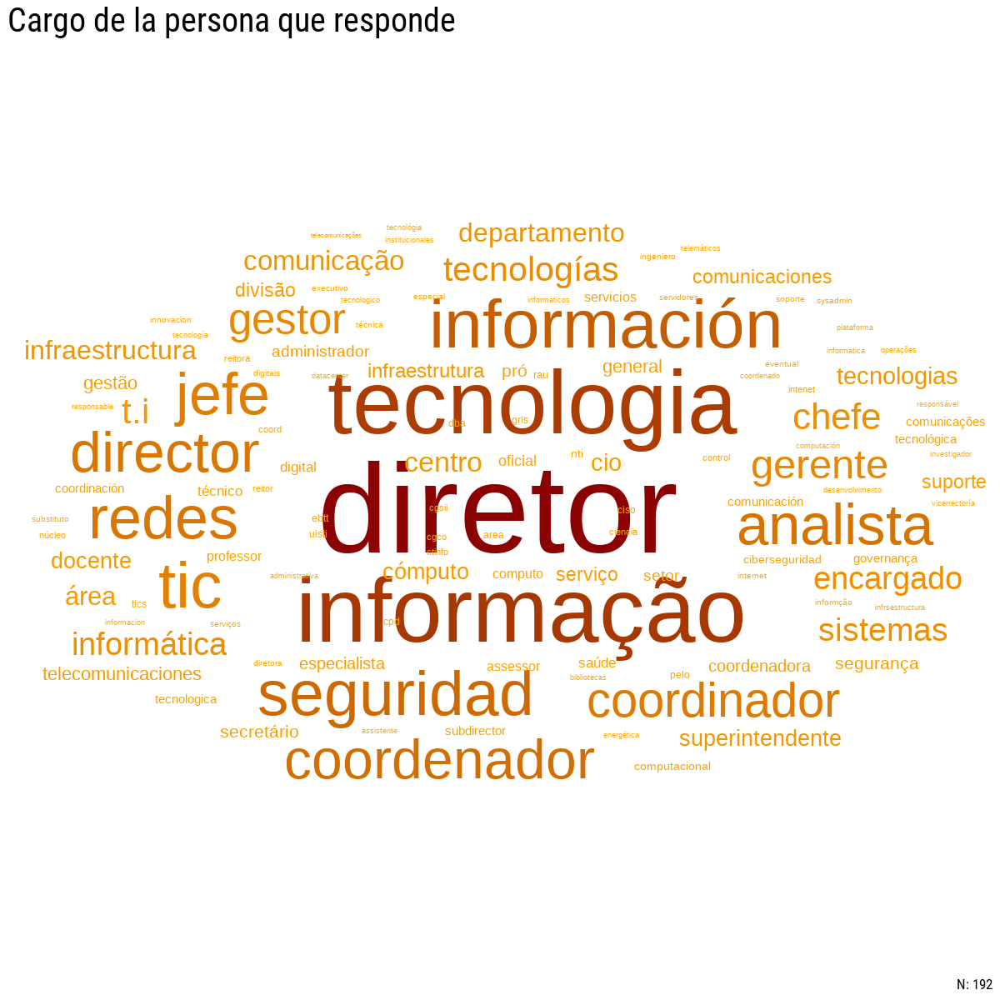 Cargo de la persona que responde
tecnológia
telecomunicações
institucionales
departamento
telemáticos
comunicação
ingeniero
tecnologías
comunicaciones
divisão
executivo
tecnologico
especial
informaticos
servicios
servidores
soporte
sysadmin
innovacion
gestor
técnica
información
plataforma
tecnología
infraestructura
reitora
administrador
informatica
operações
digitais
datacenter
infraestrutura
pró
rau
general
eventual
coordenado
tecnologias
gestão
jefe
tecnologia
intenet
responsable
t.i
chefe
responsável
comunicações
coord
dba
gris
tecnológica
director
computación
investigador
digital
centro
oficial
nti
cio
control
gerente
coordinación
técnico
reitor
desenvolvimento
suporte
diretor
comunicación
vicerrectoría
substituto
redes
ebtt
cgsii
ciso
núcleo
uisti
cgco
area
ciencia
analista
docente
professor
ctinfo
ciberseguridad
governança
tic
administrativa
cómputo
computo
serviço
setor
internet
encargado
área
tics
informção
infrsestructura
informacion
serviços
cpd
informação
sistemas
informática
diretora
especialista
assessor
saúde
coordenadora
segurança
telecomunicaciones
bibliotecas
pelo
tecnologica
seguridad
coordinador
secretário
assistente
subdirector
energética
superintendente
coordenador
computacional
N: 192